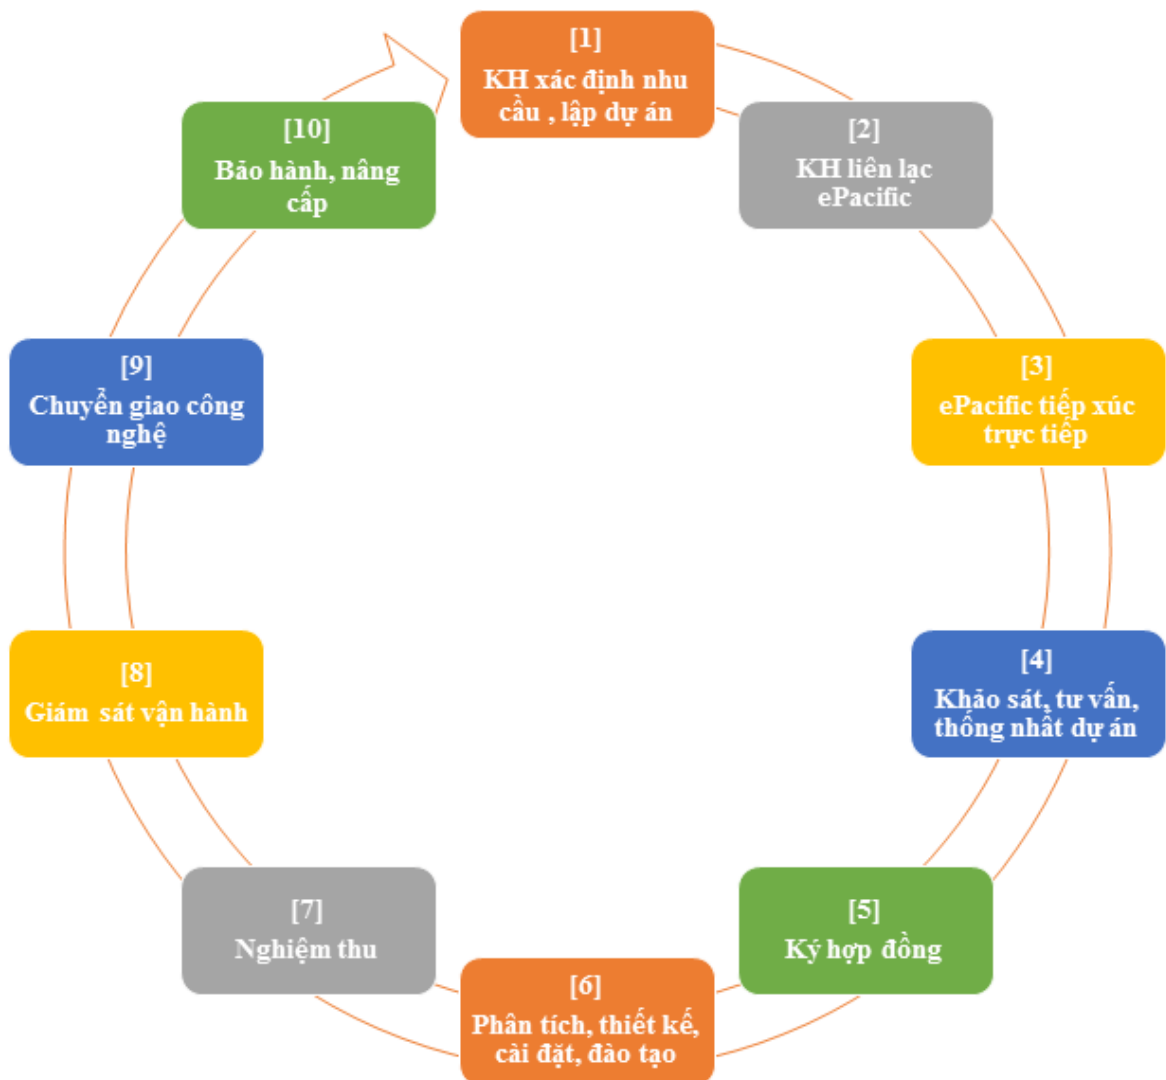 [1]
KH xác định nhu
cầu , lập dự án
[2]
KH liên lạc
ePacific
[3]
ePacific tiếp xúc
trực tiếp
[4]
Khảo sát, tư vấn,
thống nhất dự án
[5]
Ký hợp đồng
[6]
Phân tích, thiết kế,
cài đặt, đào tạo
[7]
Nghiệm thu
[8]
Giám sát vận hành
[9]
Chuyển giao công
nghệ
[10]
Bảo hành, nâng
cấp